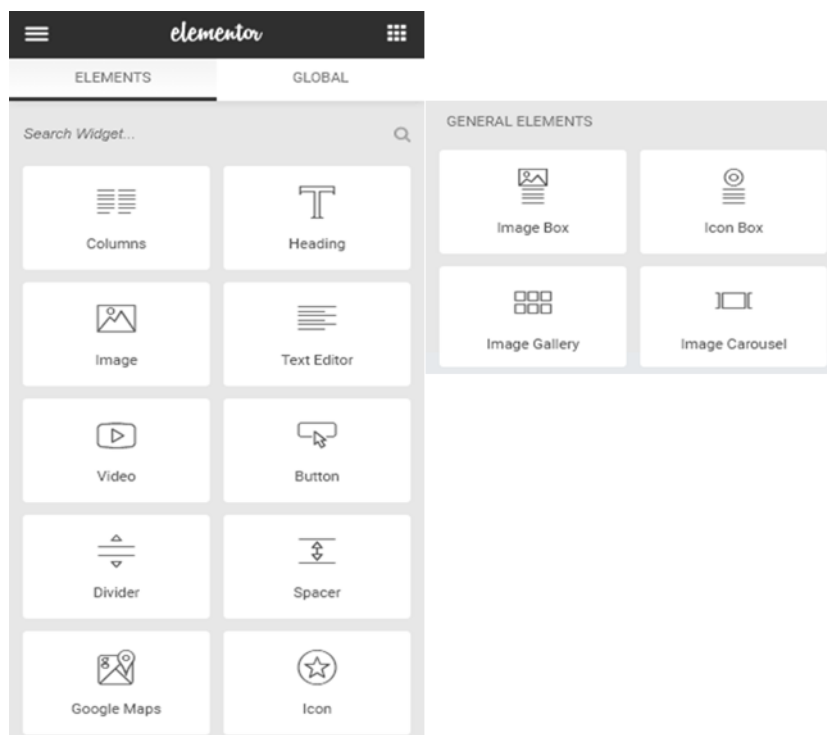 elementor
ELEMENTS GLOBAL
Search Widget...
Columns Heading
Image Text Editor
Video Button
Divider Spacer
Google Maps Icon
GENERAL ELEMENTS
Image Box Icon Box
Image Gallery Image Carousel